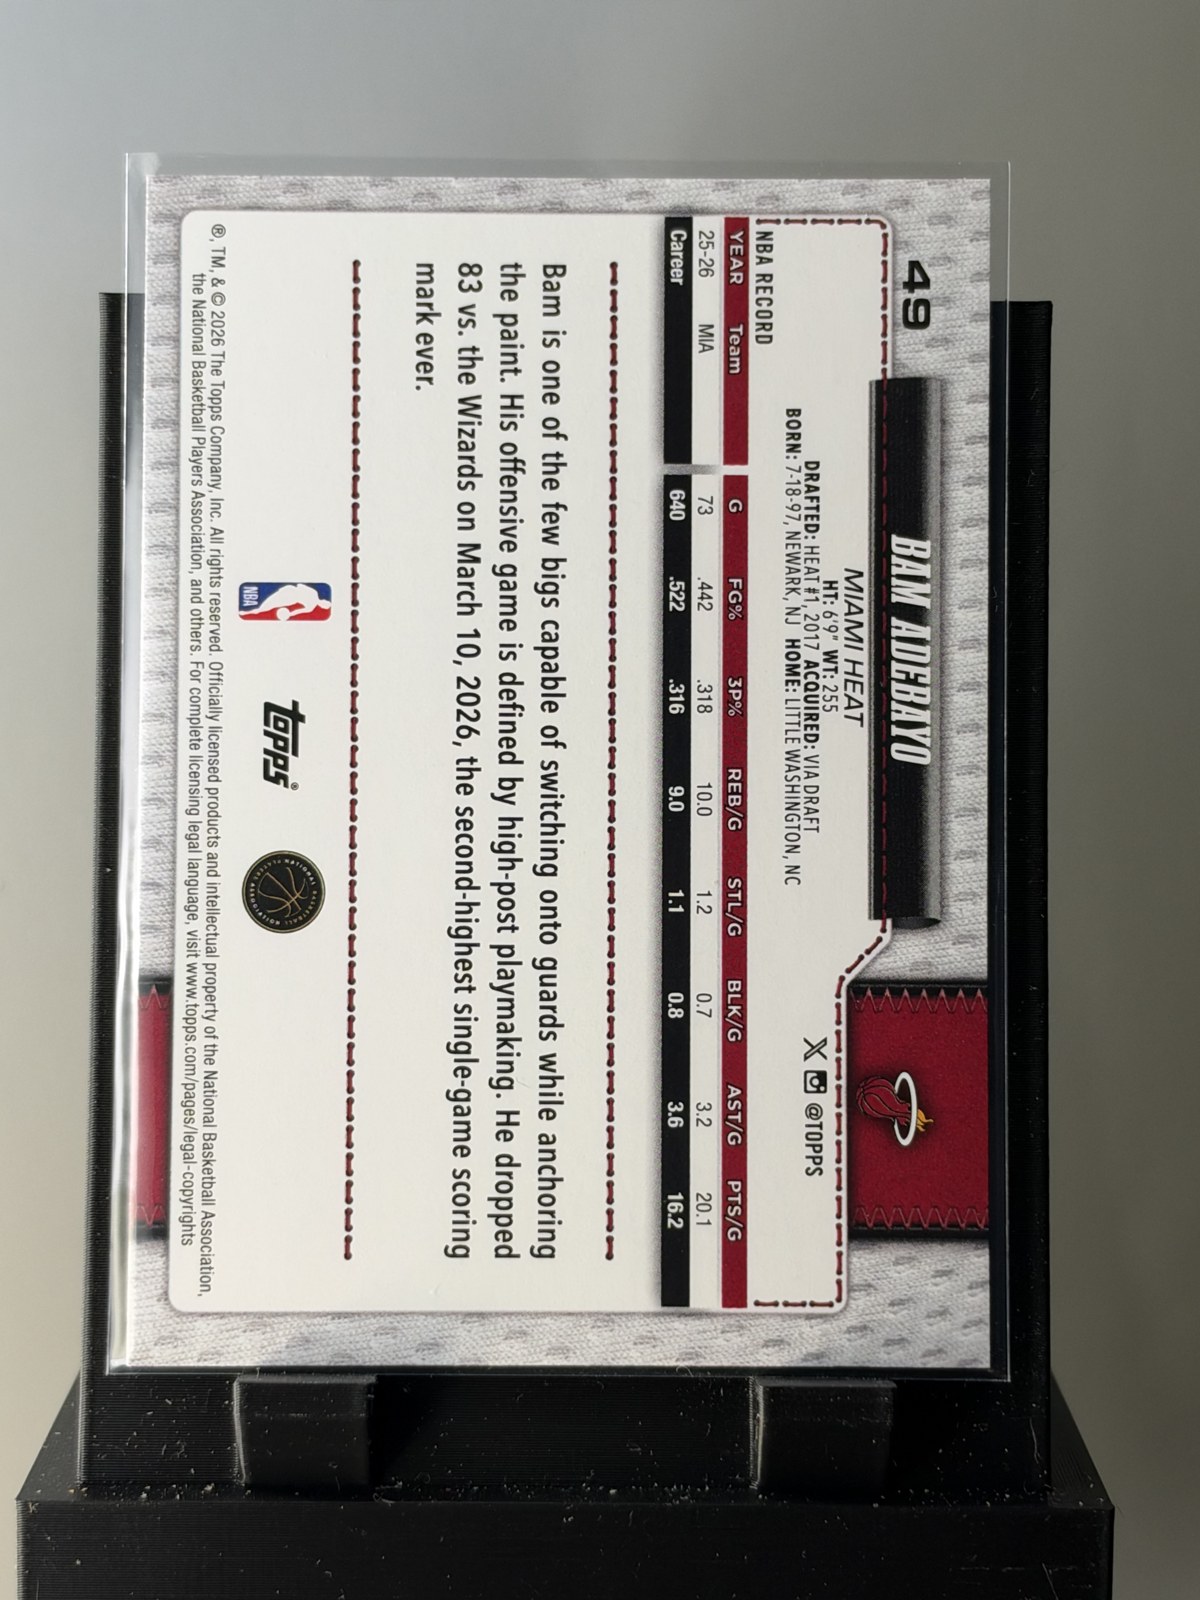 49
BAM ADEBAYO
MIAMI HEAT
HT: 6'9" WT: 255
DRAFTED: HEAT #1, 2017 ACQUIRED: VIA DRAFT
BORN: 7-18-97, NEWARK, NJ HOME: LITTLE WASHINGTON, NC
X @TOPPS
NBA RECORD
YEAR Team G FG% 3P% REB/G STL/G BLK/G AST/G PTS/G
25-26 MIA 73 .442 .318 10.0 1.2 0.7 3.2 20.1
Career 640 .522 .316 9.0 1.1 0.8 3.6 16.2
Bam is one of the few bigs capable of switching onto guards while anchoring
the paint. His offensive game is defined by high-post playmaking. He dropped
83 vs. the Wizards on March 10, 2026, the second-highest single-game scoring
mark ever.
NBA
topps®
NATIONAL BASKETBALL PLAYERS ASSOCIATION
®, TM, & © 2026 The Topps Company, Inc. All rights reserved. Officially licensed products and intellectual property of the National Basketball Association,
the National Basketball Players Association, and others. For complete licensing legal language, visit www.topps.com/pages/legal-copyrights